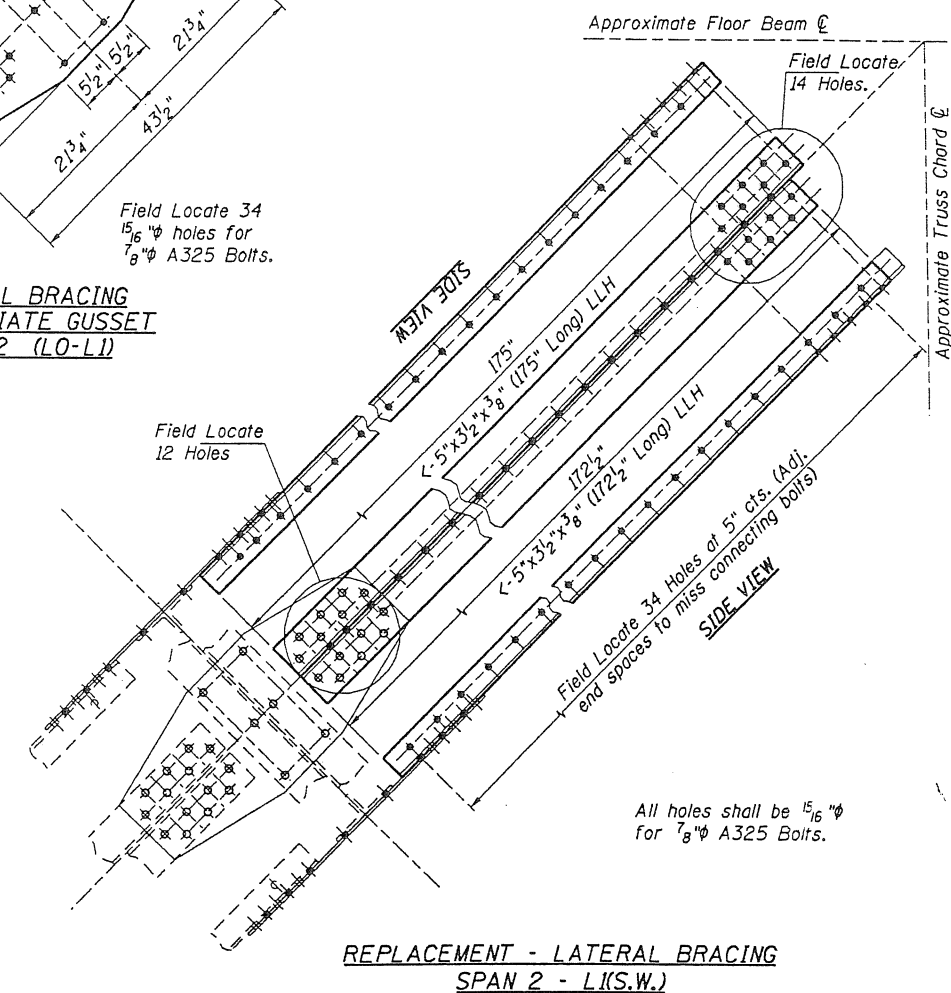 Approximate Floor Beam ℄
Field Locate
14 Holes.
Approximate Truss Chord ℄
5½"
5½"
21¾"
21¾"
43½"
Field Locate 34
15/16 "φ holes for
7/8"φ A325 Bolts.
L BRACING
IATE GUSSET
2 (L0-L1)
SIDE VIEW
175"
L-5"x3½"x3/8" (175" Long) LLH
172½"
L-5"x3½"x3/8" (172½" Long) LLH
Field Locate
12 Holes
Field Locate 34 Holes at 5" cts. (Adj.
end spaces to miss connecting bolts)
SIDE VIEW
All holes shall be 15/16 "φ
for 7/8"φ A325 Bolts.
REPLACEMENT - LATERAL BRACING
SPAN 2 - L1(S.W.)